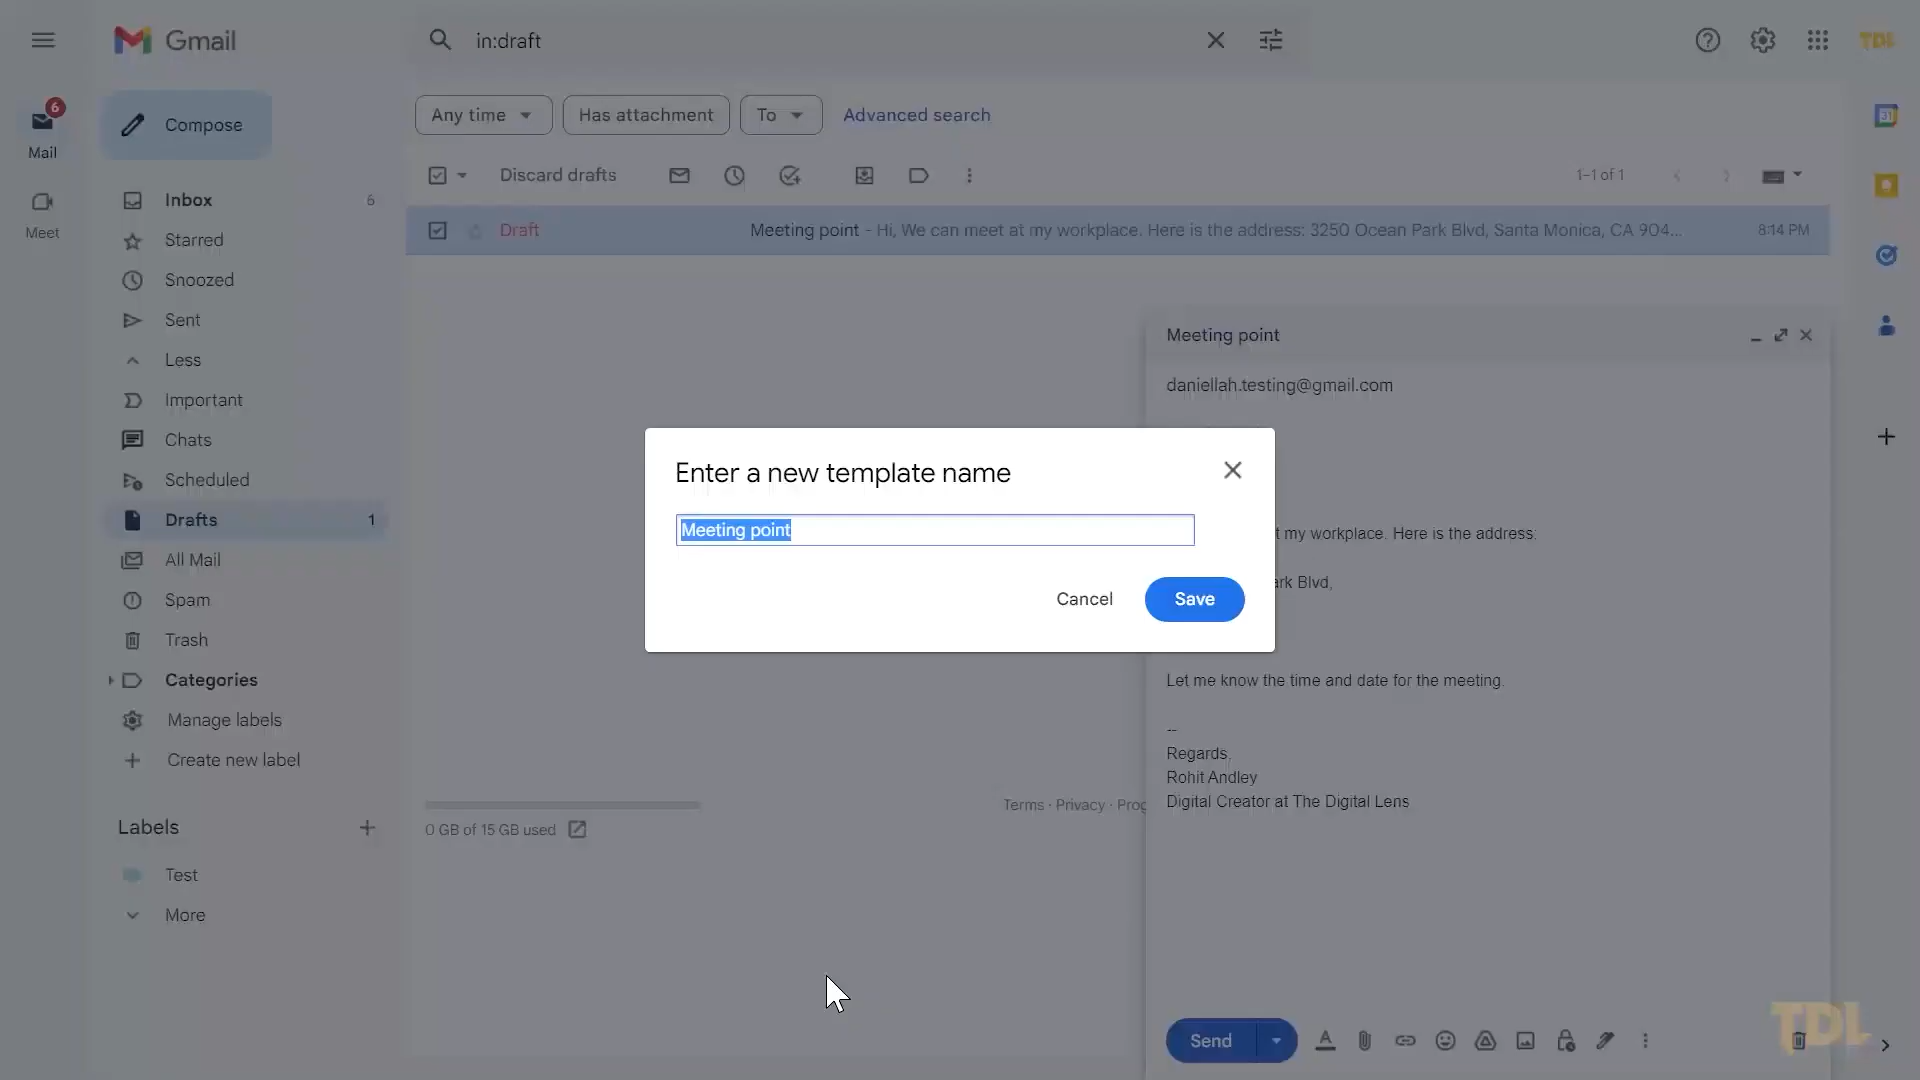 Gmail
in:draft
TDL
6
Mail
Meet
Compose
Inbox 6
Starred
Snoozed
Sent
Less
Important
Chats
Scheduled
Drafts 1
All Mail
Spam
Trash
Categories
Manage labels
Create new label
Labels
Test
More
Any time
Has attachment
To
Advanced search
Discard drafts
1–1 of 1
Draft Meeting point - Hi, We can meet at my workplace. Here is the address: 3250 Ocean Park Blvd, Santa Monica, CA 904... 8:14 PM
Enter a new template name
Meeting point
Cancel Save
Meeting point
daniellah.testing@gmail.com
t my workplace. Here is the address:
ark Blvd,
Let me know the time and date for the meeting.
--
Regards,
Rohit Andley
Digital Creator at The Digital Lens
Terms · Privacy · Prog
0 GB of 15 GB used
Send
31
TDL